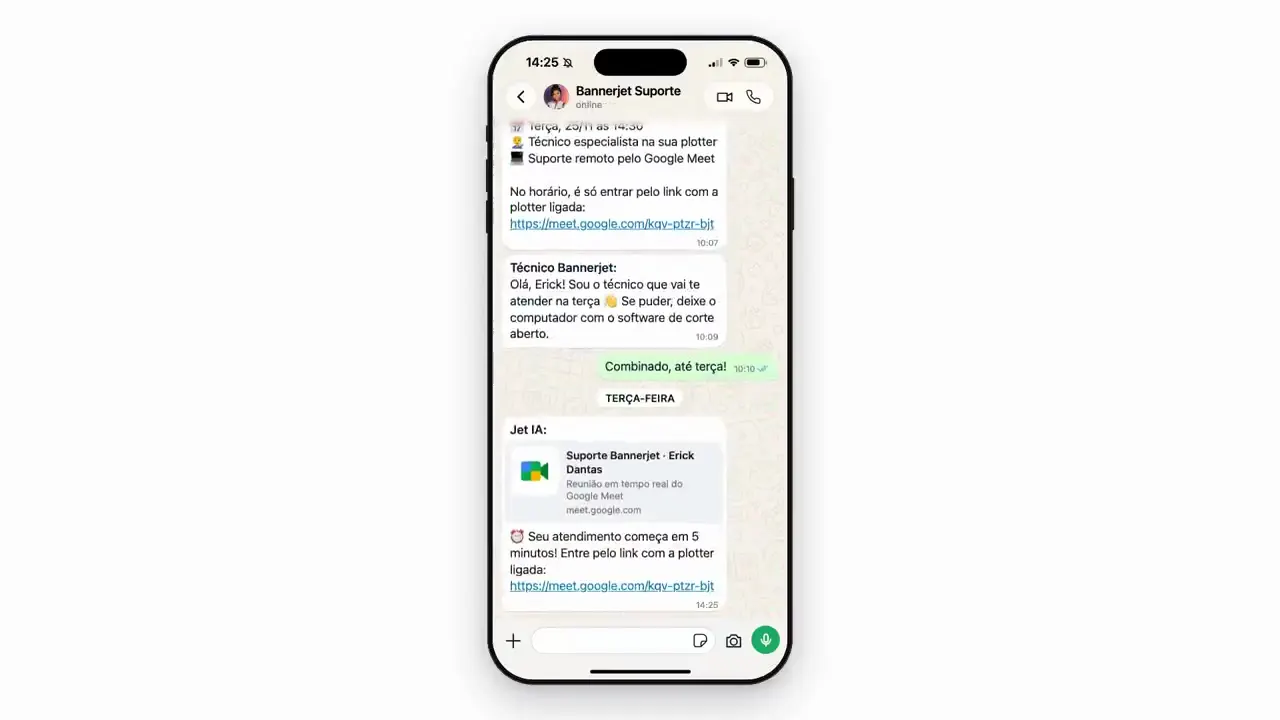 14:25
Bannerjet Suporte
online
Terça, 25/11 às 14:30
Técnico especialista na sua plotter
Suporte remoto pelo Google Meet
No horário, é só entrar pelo link com a
plotter ligada:
https://meet.google.com/kqv-ptzr-bjt
10:07
Técnico Bannerjet:
Olá, Erick! Sou o técnico que vai te
atender na terça 👋 Se puder, deixe o
computador com o software de corte
aberto.
10:09
Combinado, até terça! 10:10
TERÇA-FEIRA
Jet IA:
Suporte Bannerjet · Erick
Dantas
Reunião em tempo real do
Google Meet
meet.google.com
⏰ Seu atendimento começa em 5
minutos! Entre pelo link com a plotter
ligada:
https://meet.google.com/kqv-ptzr-bjt
14:25